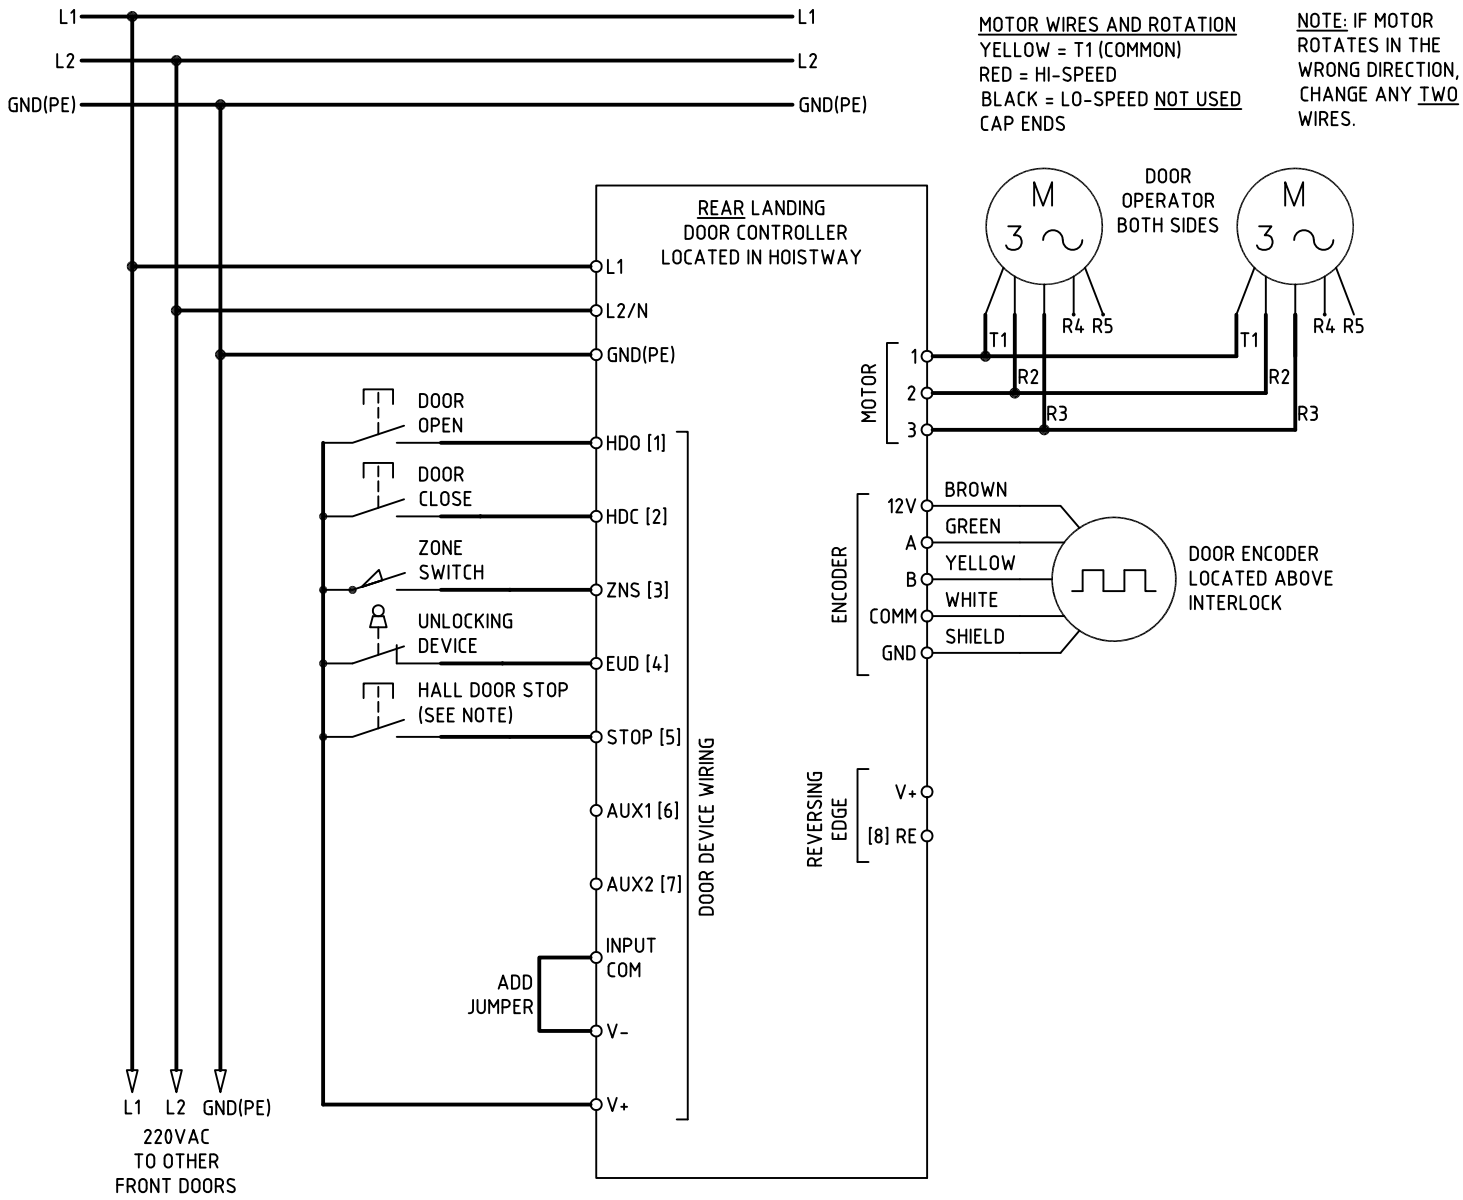 L1
L1
L2
L2
GND(PE)
GND(PE)
MOTOR WIRES AND ROTATION
YELLOW = T1 (COMMON)
RED = HI-SPEED
BLACK = LO-SPEED NOT USED
CAP ENDS
NOTE: IF MOTOR
ROTATES IN THE
WRONG DIRECTION,
CHANGE ANY TWO
WIRES.
REAR LANDING
DOOR CONTROLLER
LOCATED IN HOISTWAY
M
3
DOOR
OPERATOR
BOTH SIDES
M
3
L1
L2/N
GND(PE)
T1
R4 R5
T1
R4 R5
R2
R2
R3
R3
MOTOR
1
2
3
DOOR
OPEN
HDO [1]
DOOR
CLOSE
HDC [2]
ZONE
SWITCH
ZNS [3]
UNLOCKING
DEVICE
EUD [4]
HALL DOOR STOP
(SEE NOTE)
STOP [5]
AUX1 [6]
AUX2 [7]
INPUT
COM
ADD
JUMPER
V-
V+
DOOR DEVICE WIRING
ENCODER
12V
BROWN
A
GREEN
B
YELLOW
COMM
WHITE
GND
SHIELD
DOOR ENCODER
LOCATED ABOVE
INTERLOCK
REVERSING
EDGE
V+
[8] RE
L1
L2
GND(PE)
220VAC
TO OTHER
FRONT DOORS